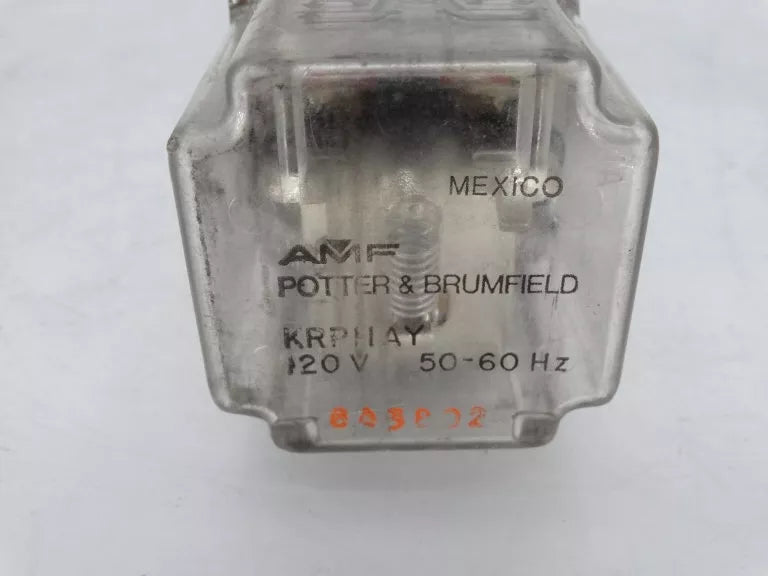 MEXICO
AMF
POTTER & BRUMFIELD
KRPHAY
120 V 50-60 Hz